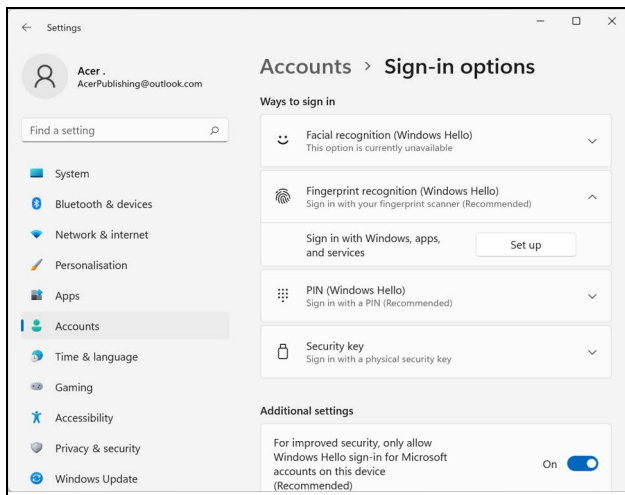 Settings
Acer .
AcerPublishing@outlook.com
Find a setting
System
Bluetooth & devices
Network & internet
Personalisation
Apps
Accounts
Time & language
Gaming
Accessibility
Privacy & security
Windows Update
Accounts > Sign-in options
Ways to sign in
Facial recognition (Windows Hello)
This option is currently unavailable
Fingerprint recognition (Windows Hello)
Sign in with your fingerprint scanner (Recommended)
Sign in with Windows, apps,
and services
Set up
PIN (Windows Hello)
Sign in with a PIN (Recommended)
Security key
Sign in with a physical security key
Additional settings
For improved security, only allow
Windows Hello sign-in for Microsoft
accounts on this device
(Recommended)
On